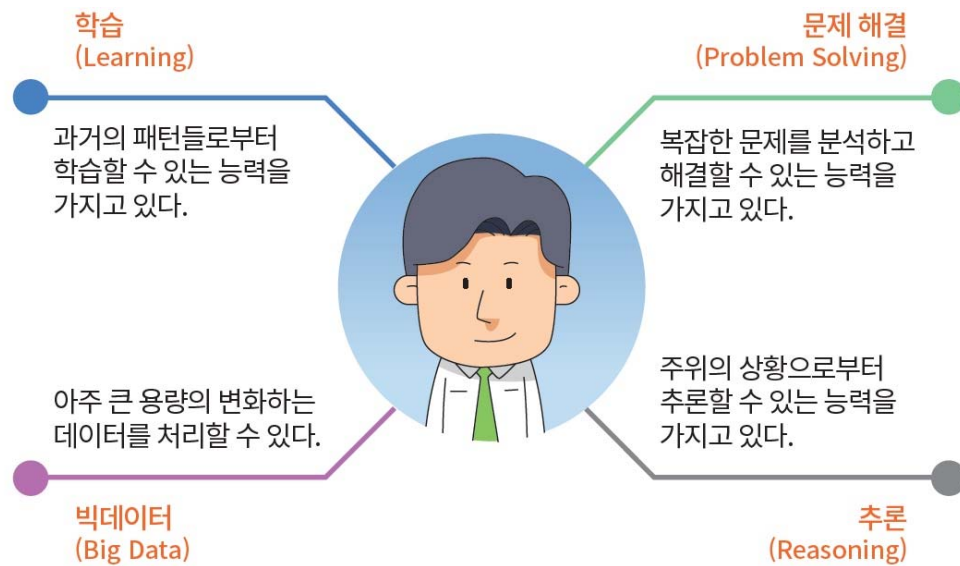 학습
(Learning)
과거의 패턴들로부터
학습할 수 있는 능력을
가지고 있다.
문제 해결
(Problem Solving)
복잡한 문제를 분석하고
해결할 수 있는 능력을
가지고 있다.
아주 큰 용량의 변화하는
데이터를 처리할 수 있다.
빅데이터
(Big Data)
주위의 상황으로부터
추론할 수 있는 능력을
가지고 있다.
추론
(Reasoning)